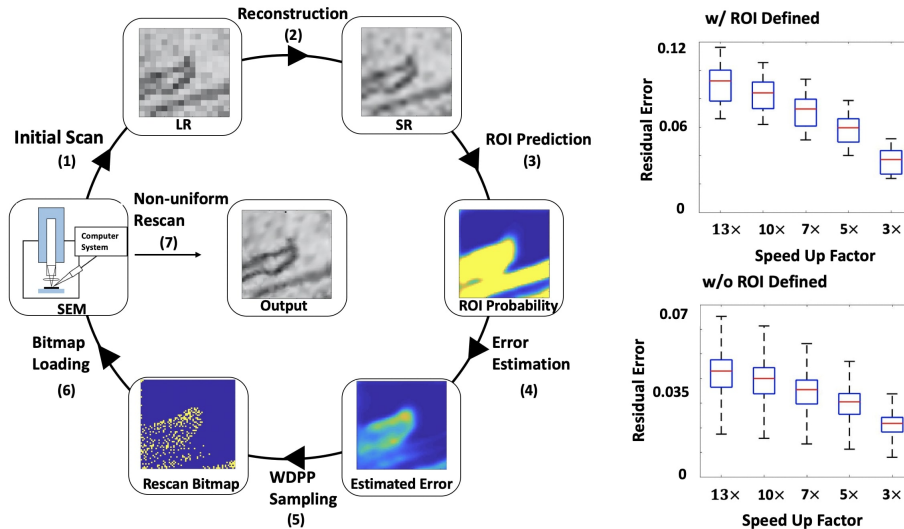 Reconstruction
(2)
LR
SR
Initial Scan
(1)
ROI Prediction
(3)
Non-uniform
Rescan
(7)
Computer
System
SEM
Output
ROI Probability
Bitmap
Loading
(6)
Error
Estimation
(4)
Rescan Bitmap
WDPP
Sampling
(5)
Estimated Error
w/ ROI Defined
0.12
0.06
0
Residual Error
13× 10× 7× 5× 3×
Speed Up Factor
w/o ROI Defined
0.07
0.035
0
Residual Error
13× 10× 7× 5× 3×
Speed Up Factor